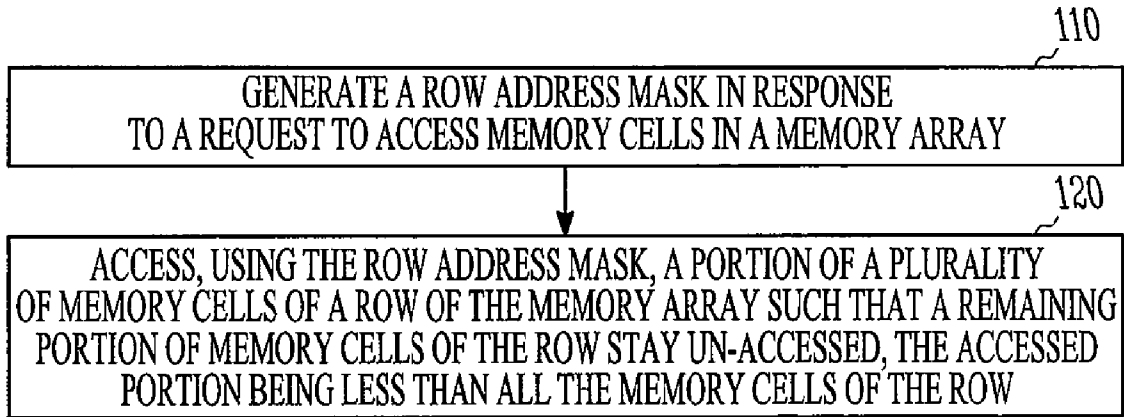 110
GENERATE A ROW ADDRESS MASK IN RESPONSE
TO A REQUEST TO ACCESS MEMORY CELLS IN A MEMORY ARRAY
120
ACCESS, USING THE ROW ADDRESS MASK, A PORTION OF A PLURALITY
OF MEMORY CELLS OF A ROW OF THE MEMORY ARRAY SUCH THAT A REMAINING
PORTION OF MEMORY CELLS OF THE ROW STAY UN-ACCESSED, THE ACCESSED
PORTION BEING LESS THAN ALL THE MEMORY CELLS OF THE ROW